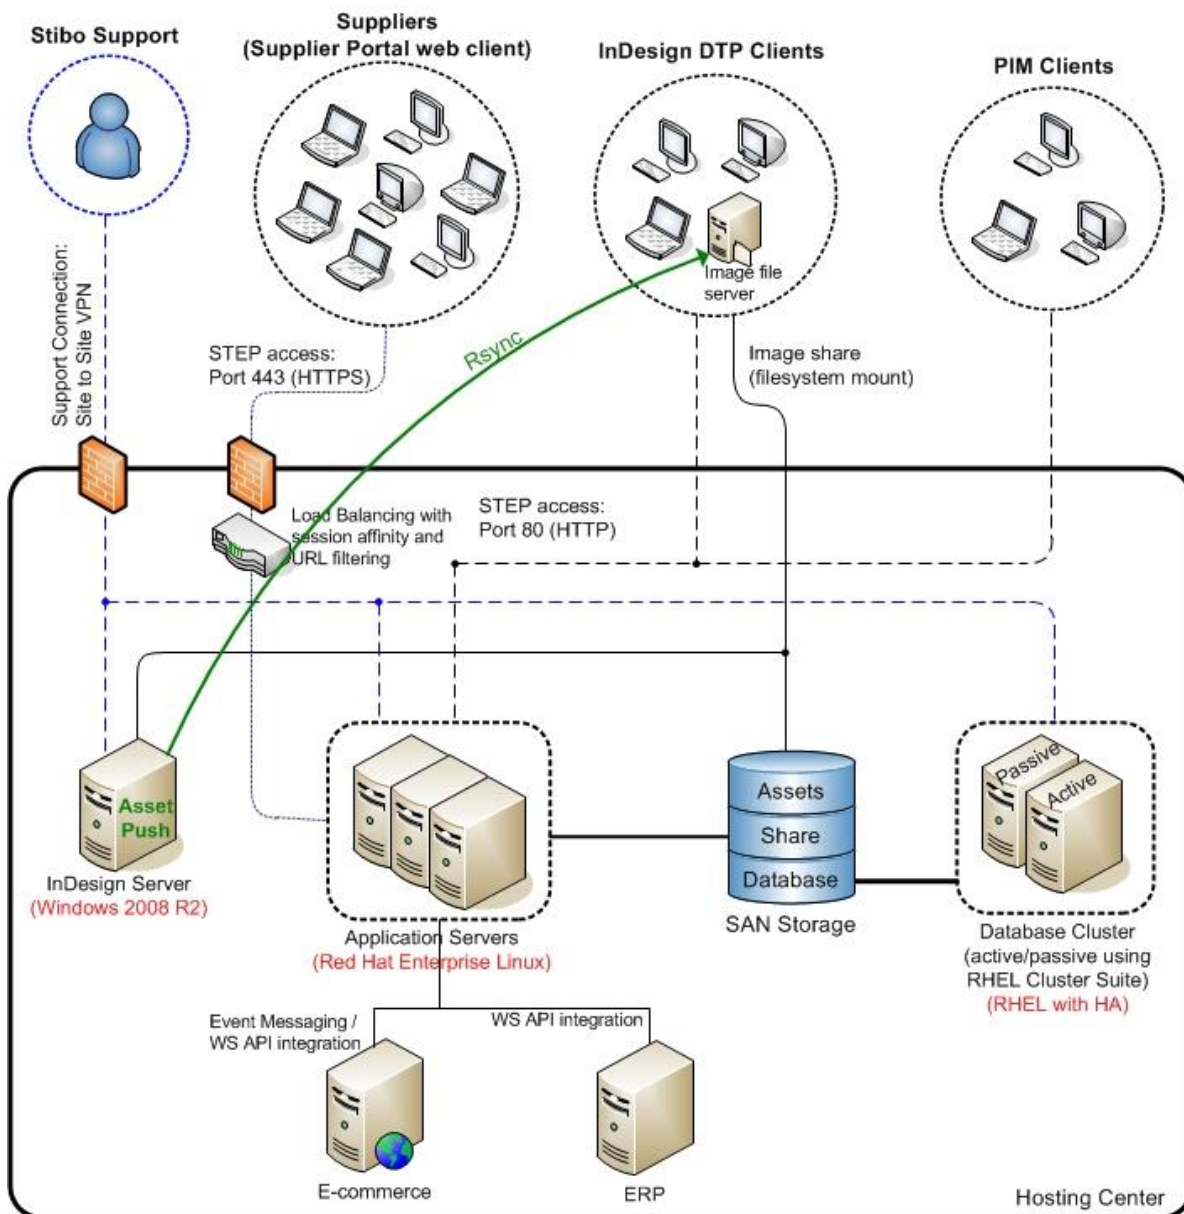 Stibo Support
Suppliers
(Supplier Portal web client)
InDesign DTP Clients
PIM Clients
Image file
server
Support Connection:
Site to Site VPN
STEP access:
Port 443 (HTTPS)
Rsync
Image share
(filesystem mount)
Load Balancing with
session affinity and
URL filtering
STEP access:
Port 80 (HTTP)
Asset
Push
InDesign Server
(Windows 2008 R2)
Application Servers
(Red Hat Enterprise Linux)
Assets
Share
Database
SAN Storage
Passive
Active
Database Cluster
(active/passive using
RHEL Cluster Suite)
(RHEL with HA)
Event Messaging /
WS API integration
WS API integration
E-commerce
ERP
Hosting Center